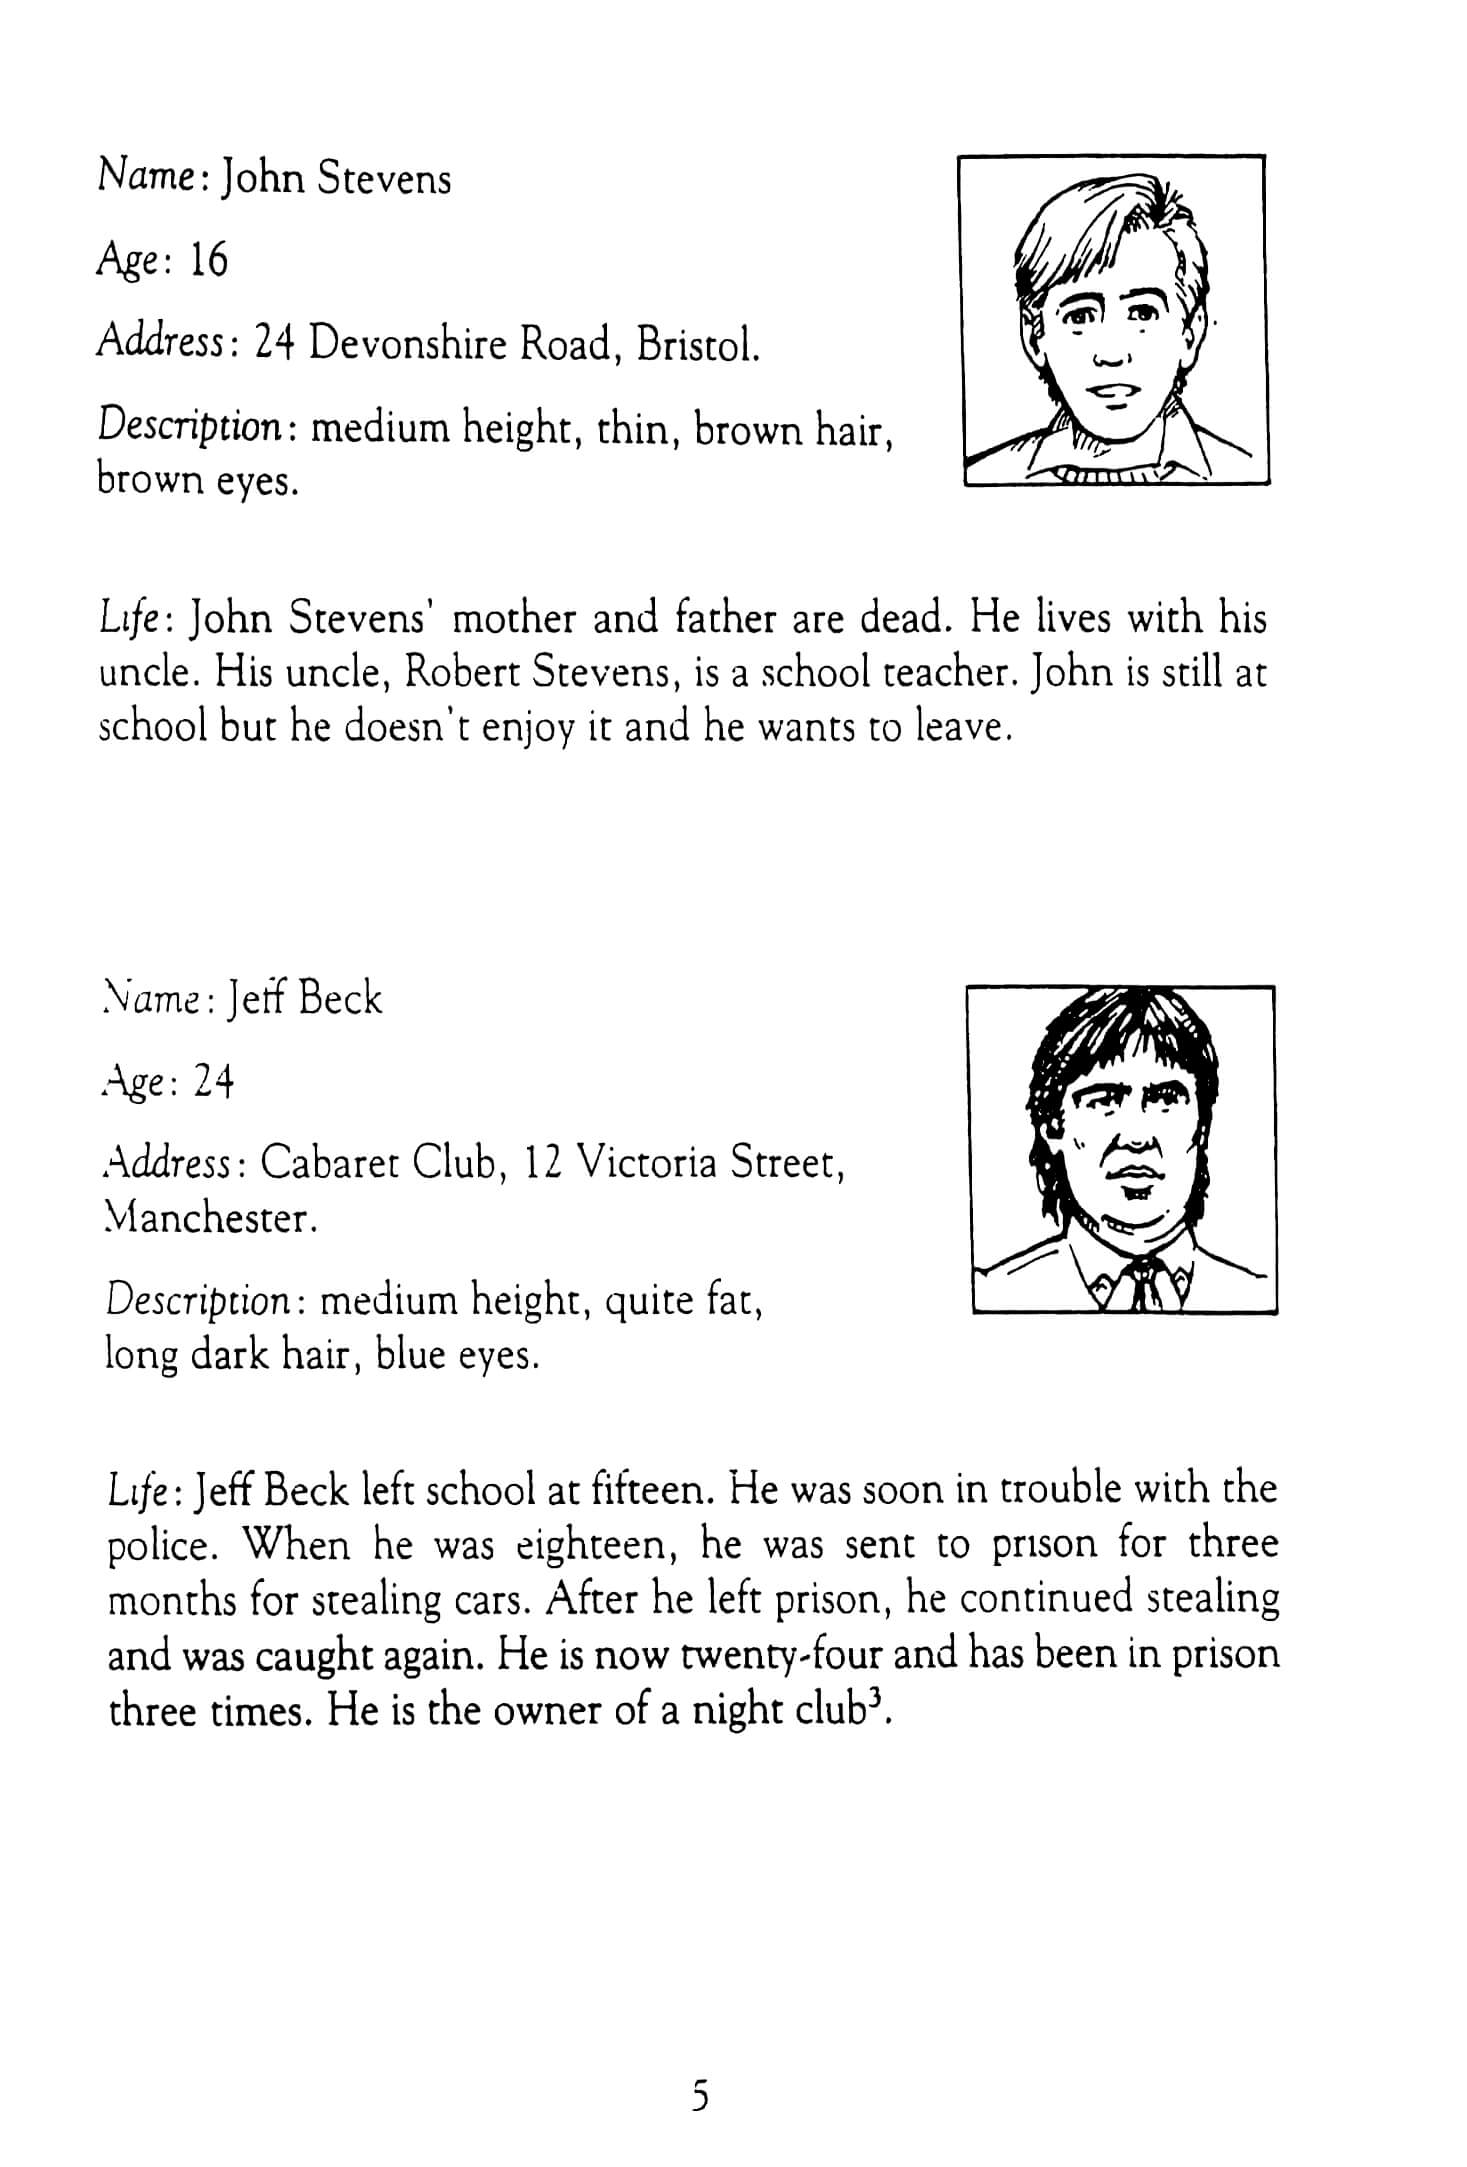 Name: John Stevens
Age: 16
Address: 24 Devonshire Road, Bristol.
Description: medium height, thin, brown hair,
brown eyes.
Life: John Stevens' mother and father are dead. He lives with his
uncle. His uncle, Robert Stevens, is a school teacher. John is still at
school but he doesn't enjoy it and he wants to leave.
Name: Jeff Beck
Age: 24
Address: Cabaret Club, 12 Victoria Street,
Manchester.
Description: medium height, quite fat,
long dark hair, blue eyes.
Life: Jeff Beck left school at fifteen. He was soon in trouble with the
police. When he was eighteen, he was sent to prison for three
months for stealing cars. After he left prison, he continued stealing
and was caught again. He is now twenty-four and has been in prison
three times. He is the owner of a night club³.
5